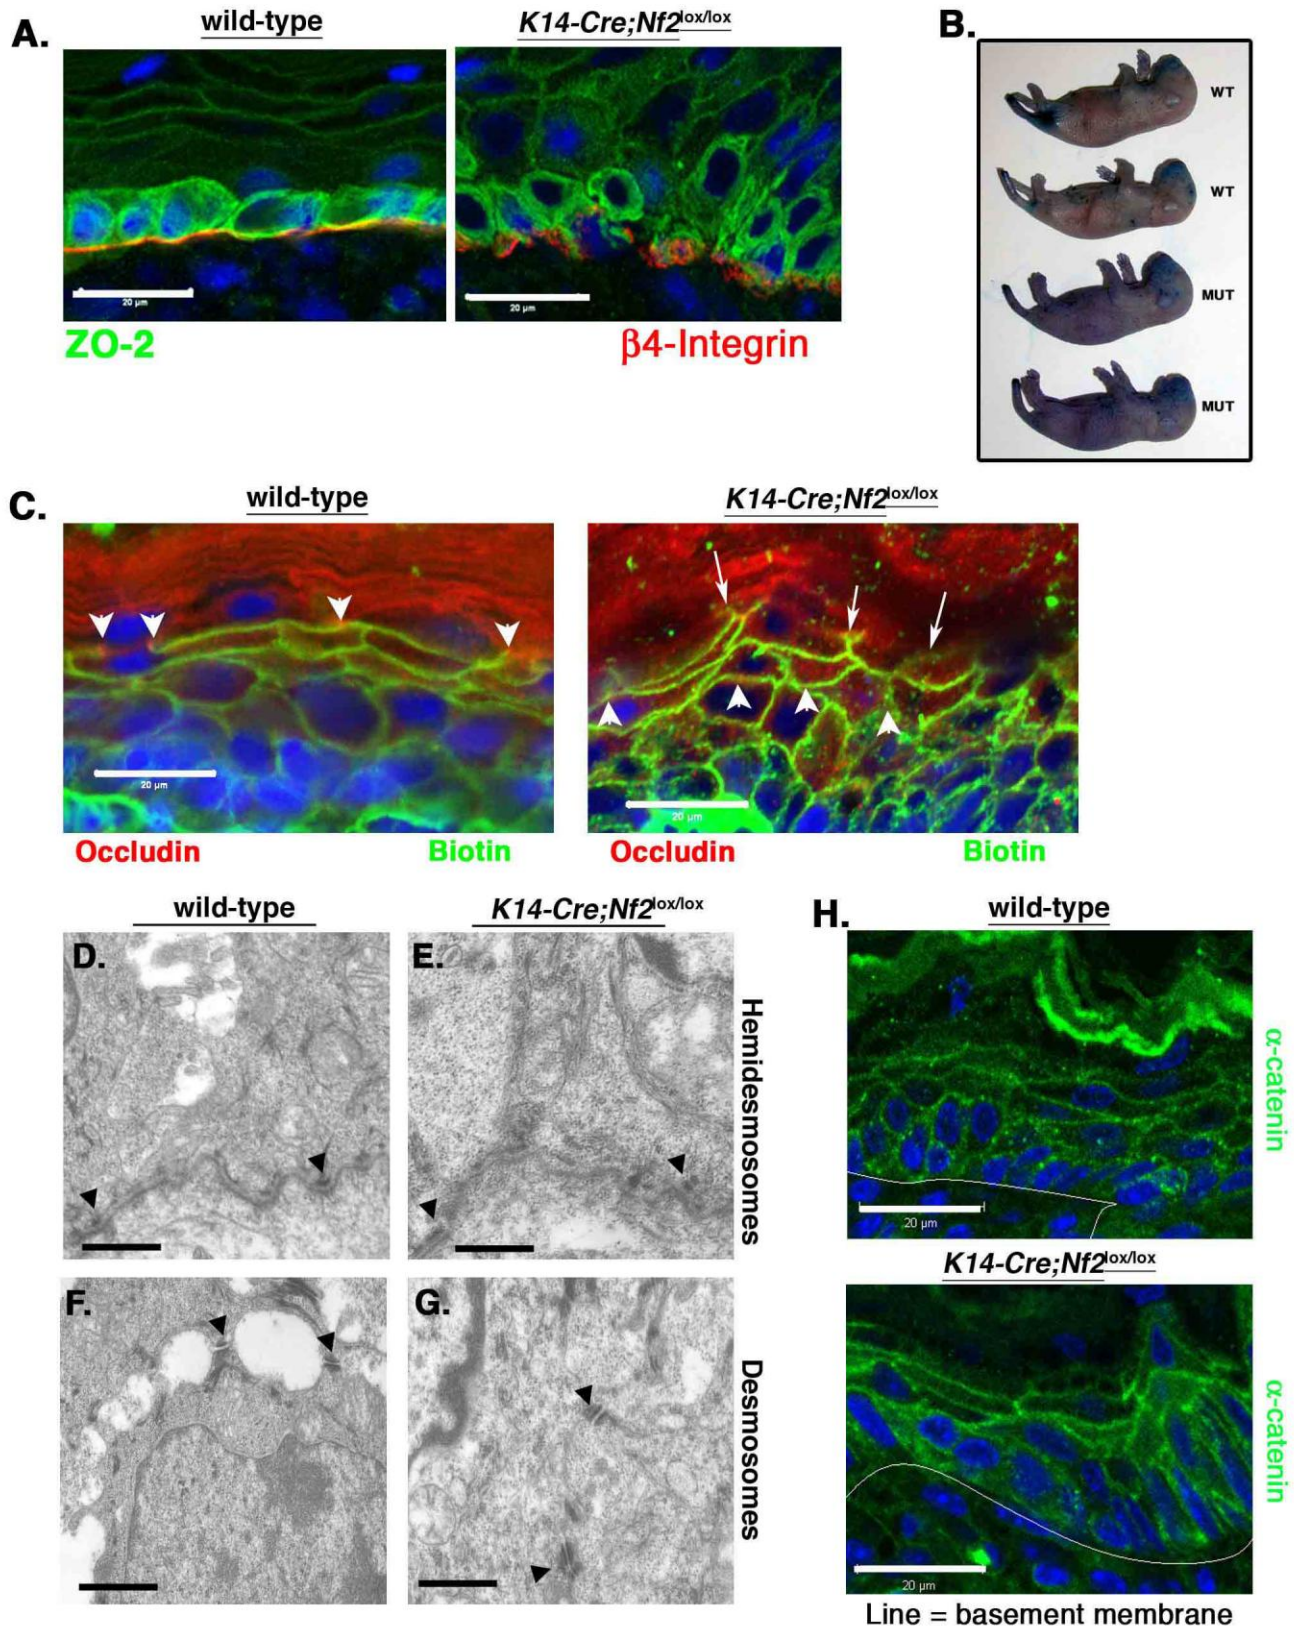 A.
wild-type
K14-Cre;Nf2lox/lox
20 µm
20 µm
ZO-2
β4-Integrin
B.
WT
WT
MUT
MUT
C.
wild-type
K14-Cre;Nf2lox/lox
20 µm
20 µm
Occludin
Biotin
Occludin
Biotin
wild-type
K14-Cre;Nf2lox/lox
D.
E.
Hemidesmosomes
F.
G.
Desmosomes
H.
wild-type
20 µm
α-catenin
K14-Cre;Nf2lox/lox
20 µm
α-catenin
Line = basement membrane